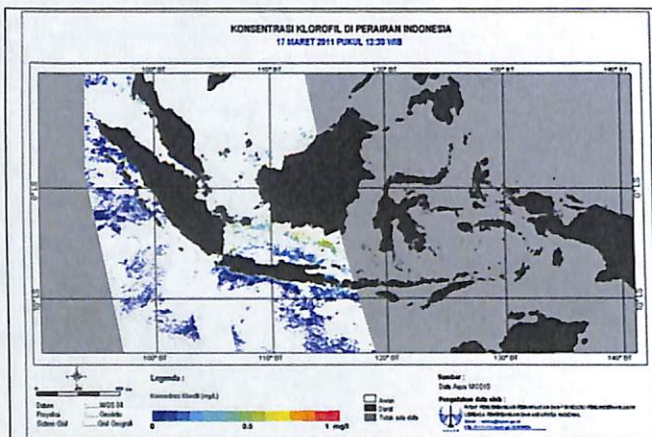 KONSENTRASI KLOROFIL DI PERAIRAN INDONESIA
17 MARET 2011 PUKUL 13:30 WIB
100° BT 110° BT 120° BT 130° BT 140° BT
100° BT 110° BT 120° BT 130° BT 140° BT
Legenda :
Konsentrasi Klorofil (mg/L)
0 0.5 1 mg/l
Awan
Darat
Tidak ada data
Datum : WGS 84
Proyeksi : Geodetic
Sistem Grid : Grid Geografi
Sumber :
Data Aqua MODIS
Pengolahan data oleh :